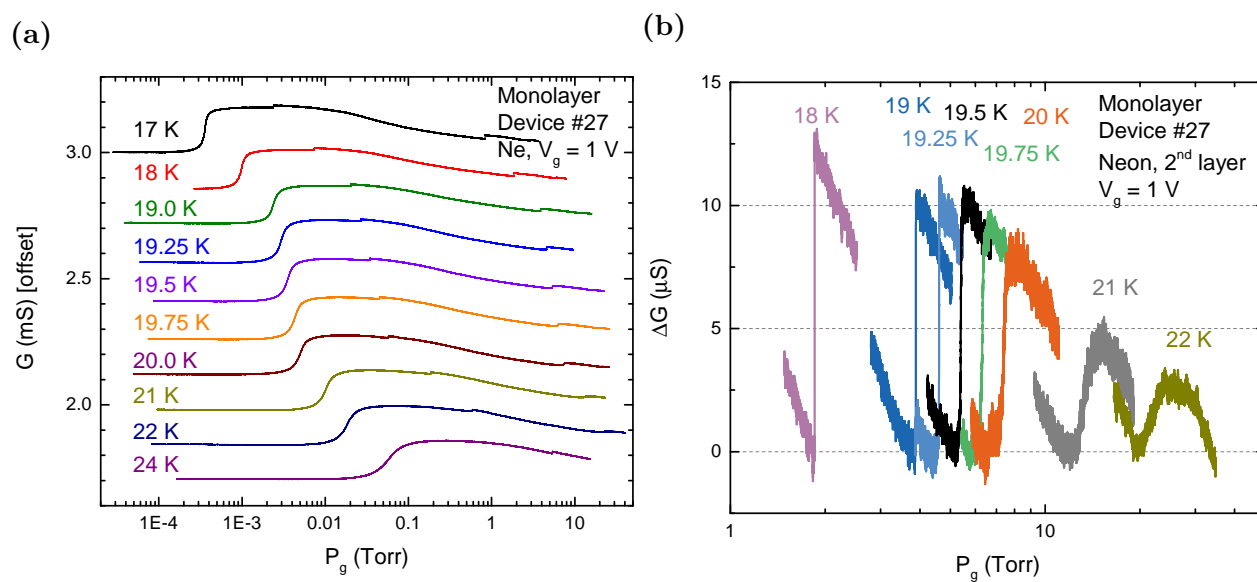 (a)
Monolayer
Device #27
Ne, V_g = 1 V
17 K
18 K
19.0 K
19.25 K
19.5 K
19.75 K
20.0 K
21 K
22 K
24 K
3.0
2.5
2.0
G (mS) [offset]
1E-4 1E-3 0.01 0.1 1 10
P_g (Torr)
(b)
18 K
19 K
19.25 K
19.5 K
19.75 K
20 K
21 K
22 K
Monolayer
Device #27
Neon, 2^nd layer
V_g = 1 V
15
10
5
0
ΔG (µS)
1 10
P_g (Torr)